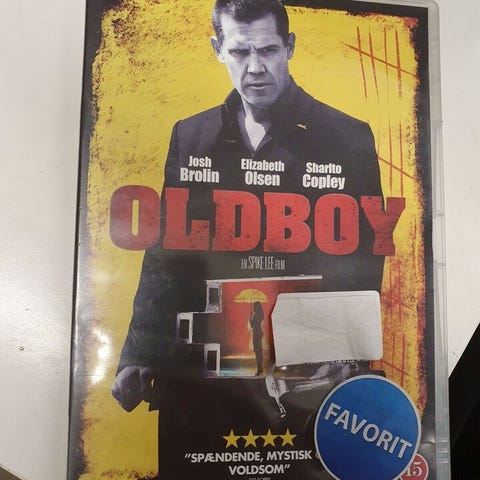 Josh
Brolin
Elizabeth
Olsen
Sharlto
Copley
OLDBOY
EN SPIKE LEE FILM
FAVORIT
"SPÆNDENDE, MYSTISK
VOLDSOM"
15